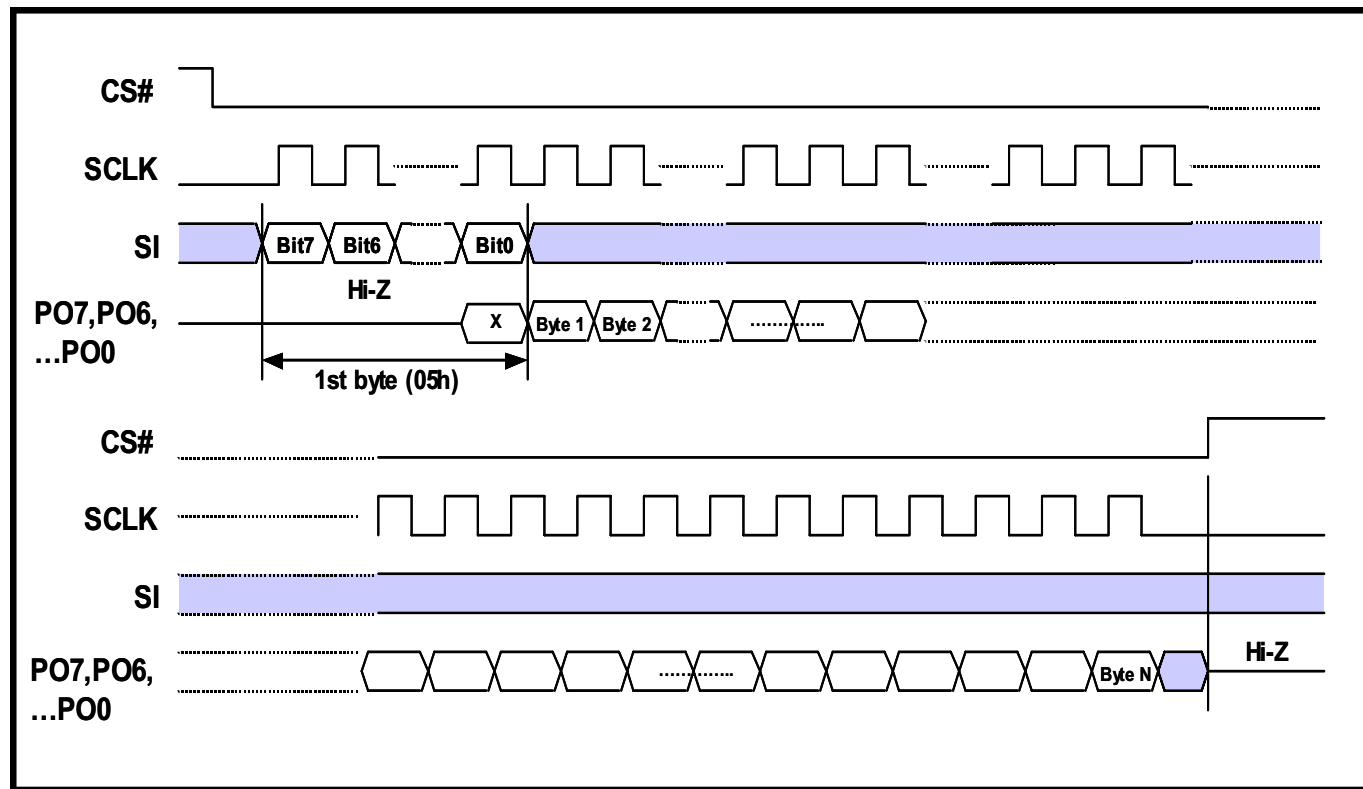 CS#
SCLK
SI Bit7 Bit6 Bit0
Hi-Z
PO7,PO6,
...PO0
X Byte 1 Byte 2
1st byte (05h)
CS#
SCLK
SI
PO7,PO6,
...PO0
Byte N
Hi-Z